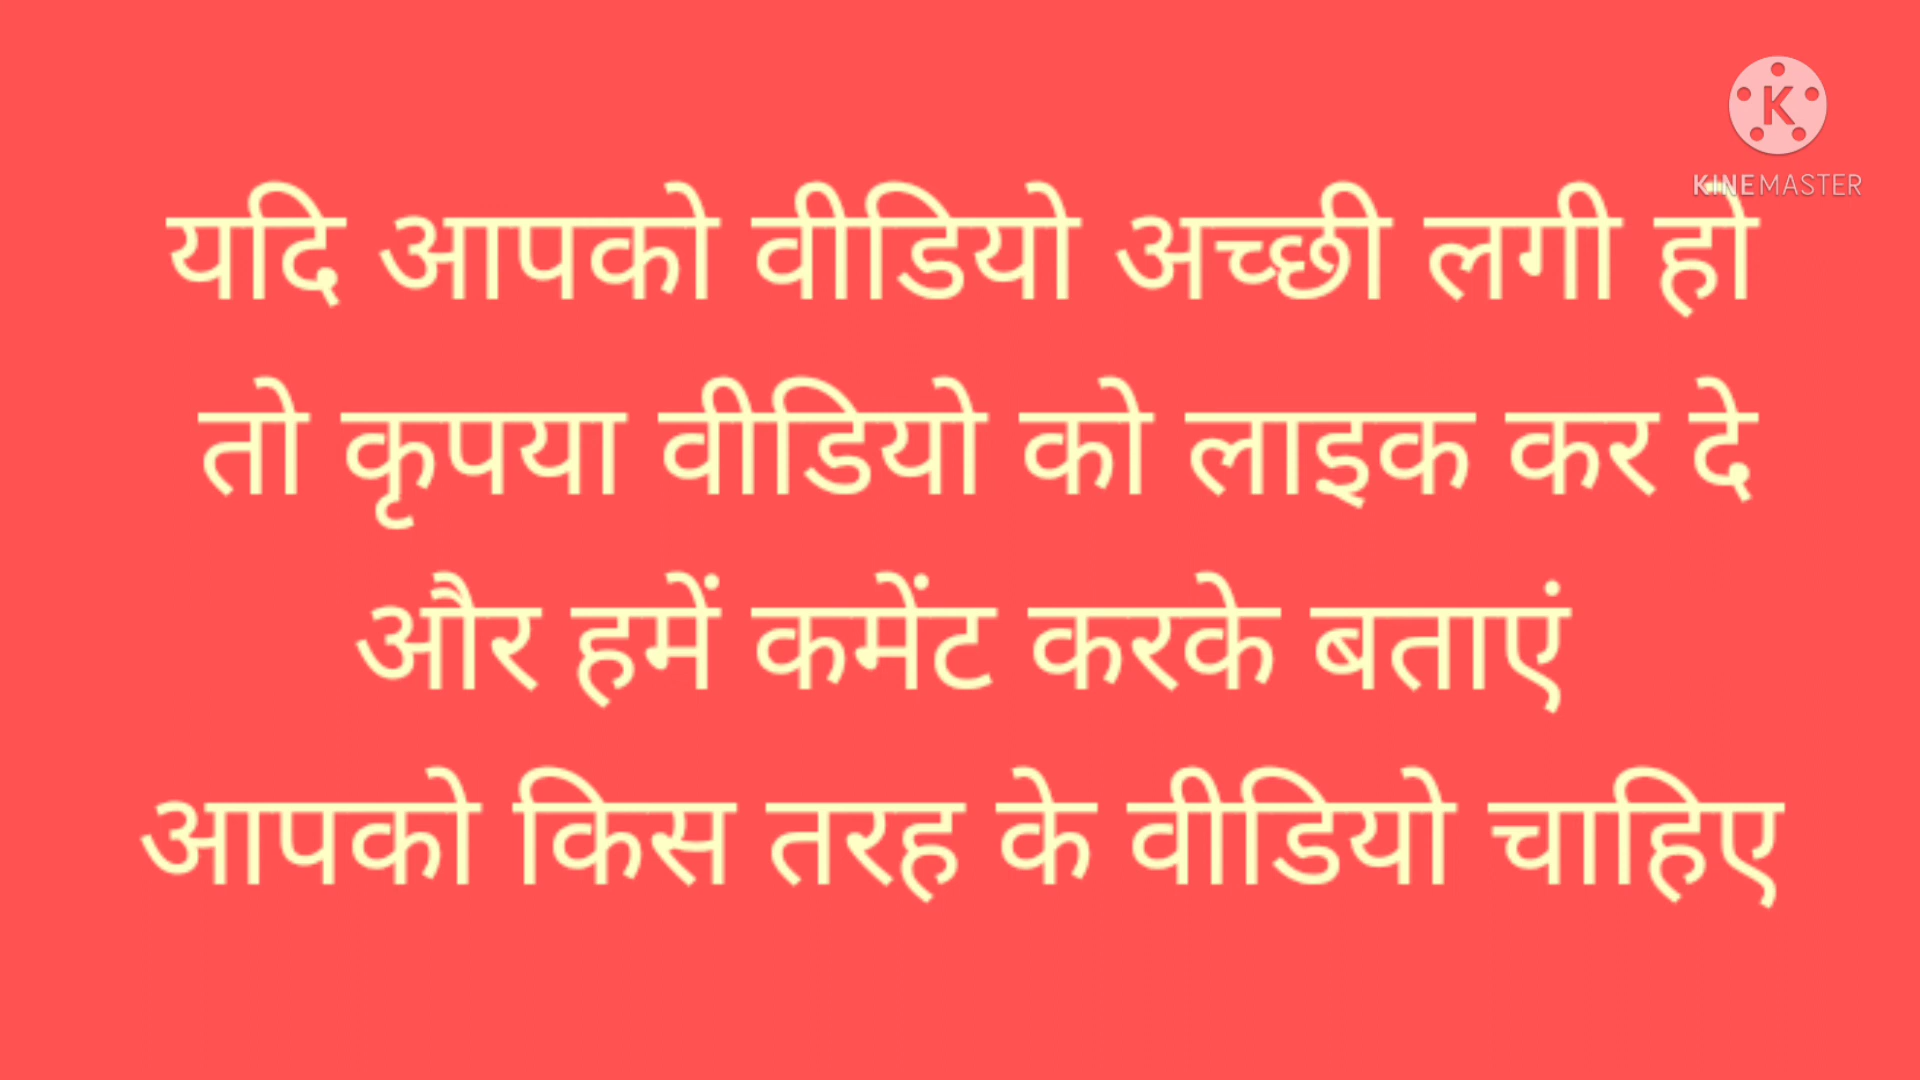 K
KINEMASTER
यदि आपको वीडियो अच्छी लगी हो
तो कृपया वीडियो को लाइक कर दे
और हमें कमेंट करके बताएं
आपको किस तरह के वीडियो चाहिए